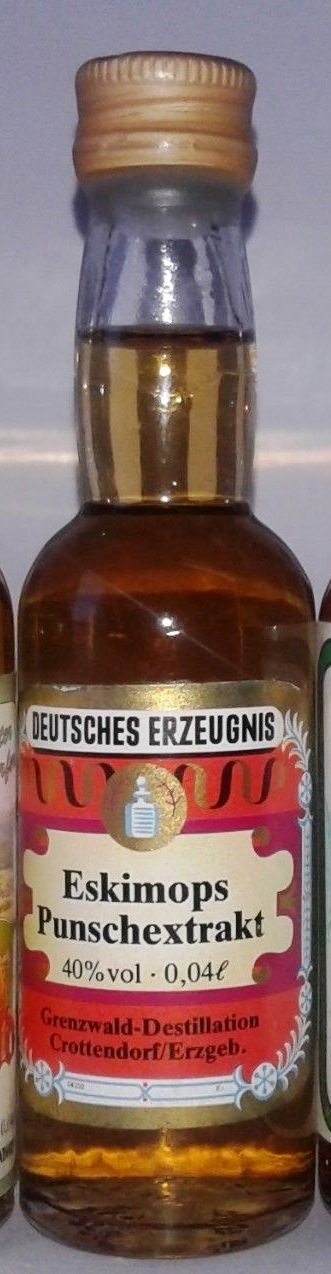 DEUTSCHES ERZEUGNIS
Eskimops
Punschextrakt
40% vol · 0,04ℓ
Grenzwald-Destillation
Crottendorf/Erzgeb.